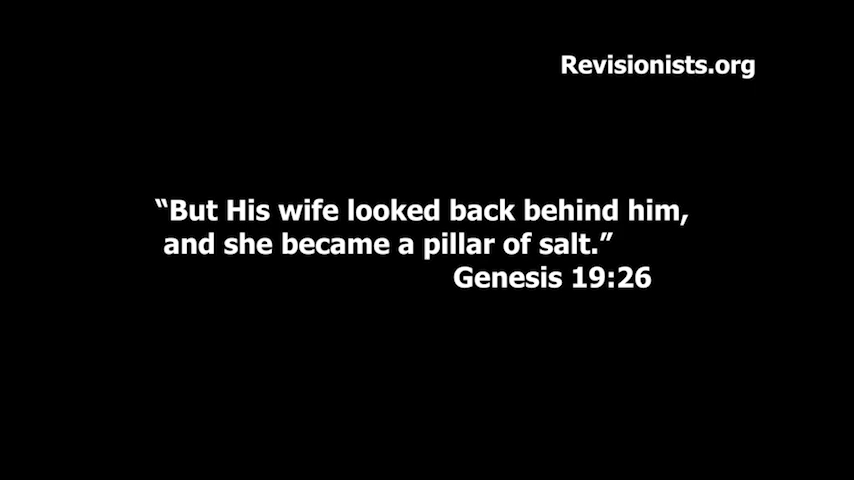 Revisionists.org
“But His wife looked back behind him,
and she became a pillar of salt.”
Genesis 19:26